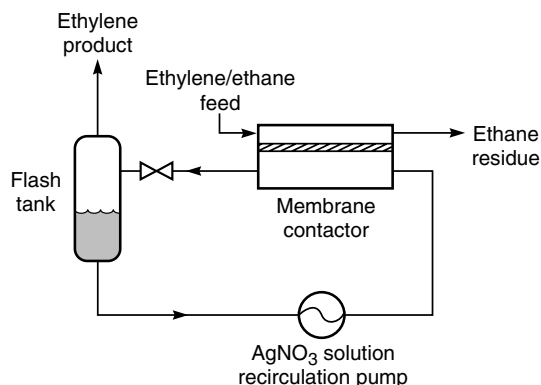 Ethylene
product
Ethylene/ethane
feed
Ethane
residue
Flash
tank
Membrane
contactor
AgNO₃ solution
recirculation pump